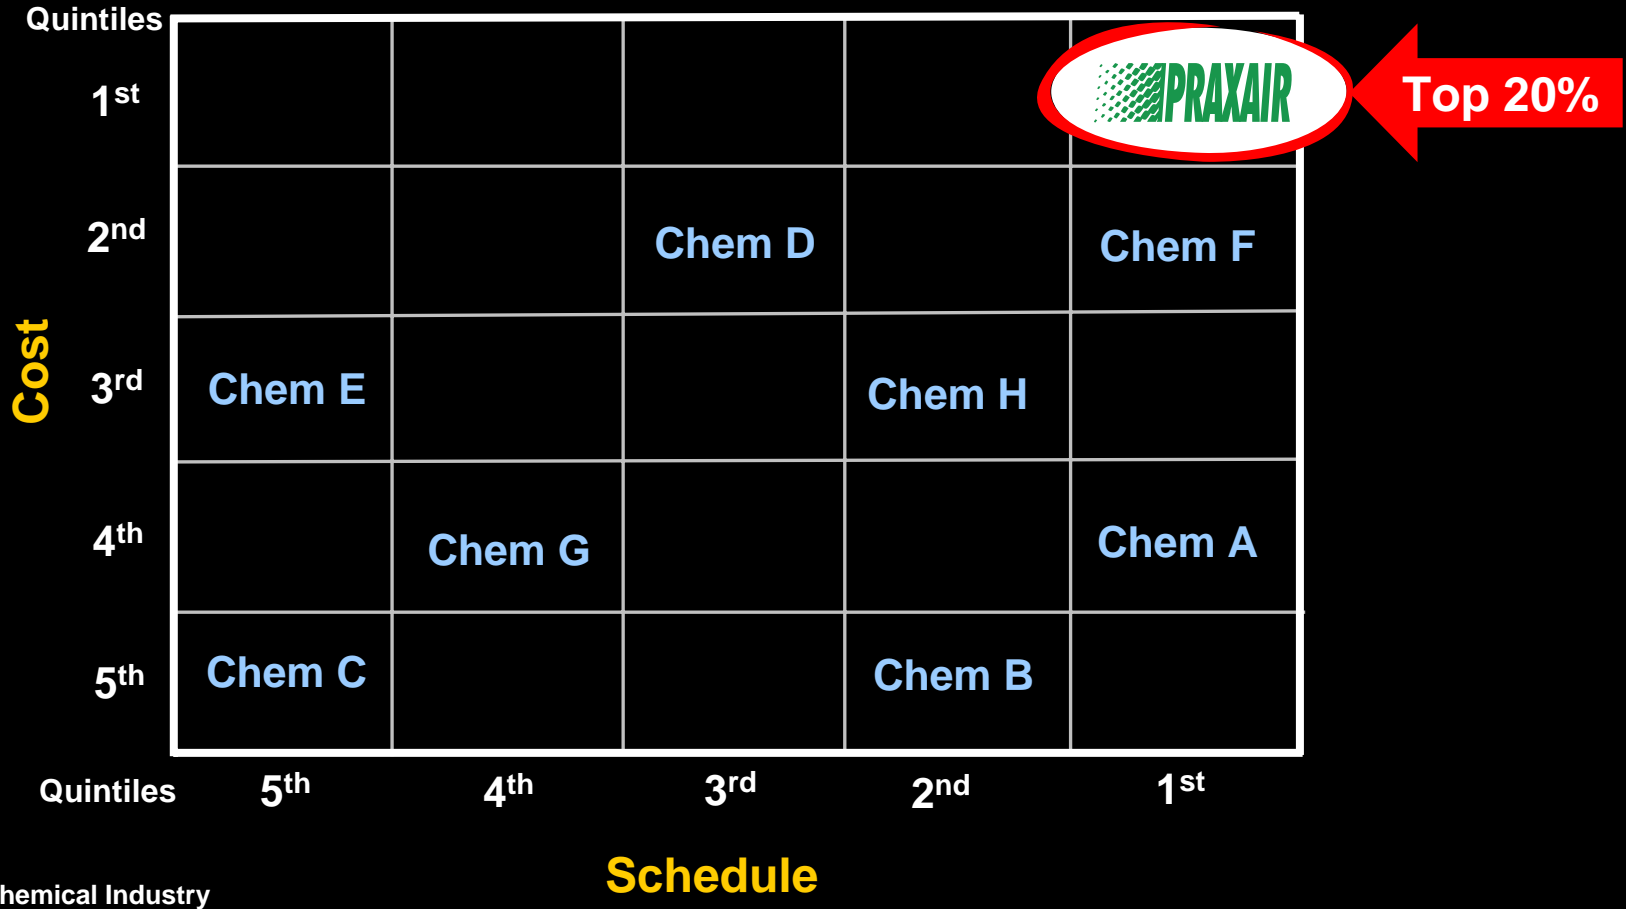 Quintiles
1st
PRAXAIR
Top 20%
2nd
Chem D
Chem F
Cost
3rd
Chem E
Chem H
4th
Chem G
Chem A
5th
Chem C
Chem B
Quintiles
5th
4th
3rd
2nd
1st
Schedule
hemical Industry